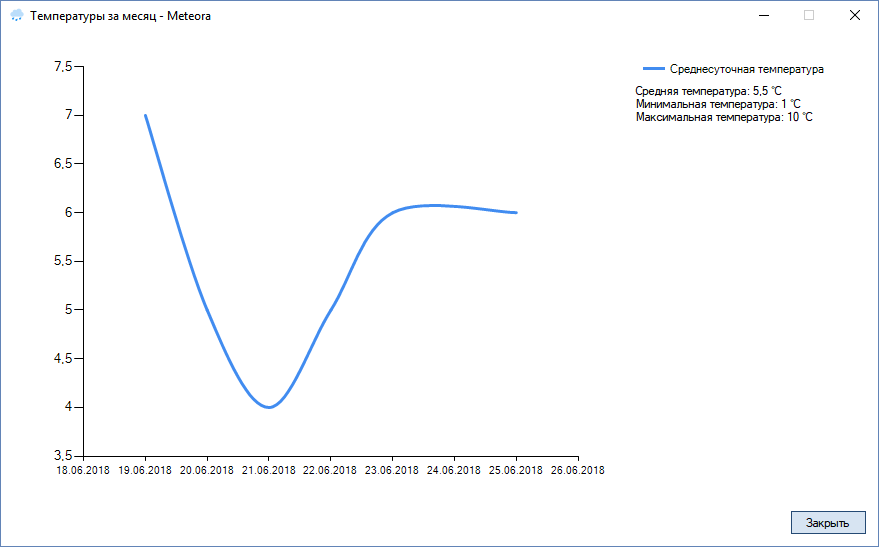 Температуры за месяц - Meteora
7,5
7
6,5
6
5,5
5
4,5
4
3,5
18.06.2018 19.06.2018 20.06.2018 21.06.2018 22.06.2018 23.06.2018 24.06.2018 25.06.2018 26.06.2018
Среднесуточная температура
Средняя температура: 5,5 °C
Минимальная температура: 1 °C
Максимальная температура: 10 °C
Закрыть